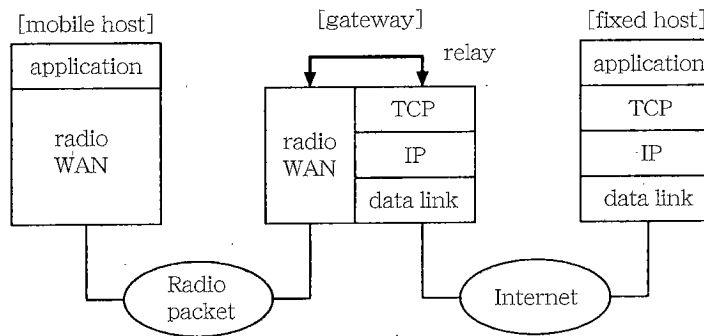 [mobile host]
[gateway]
[fixed host]
relay
application
radio
WAN
radio
WAN
TCP
IP
data link
application
TCP
IP
data link
Radio
packet
Internet